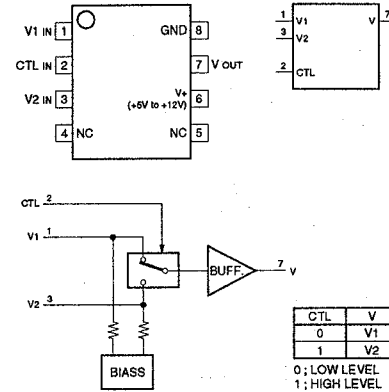 V1 IN 1
CTL IN 2
V2 IN 3
4 NC
GND 8
7 V OUT
V+ 6
(+5V to +12V)
NC 5
1 V1 V 7
3 V2
2 CTL
CTL 2
V1 1
V2 3
BUFF. 7 V
BIASS
CTL V
0 V1
1 V2
0 ; LOW LEVEL
1 ; HIGH LEVEL